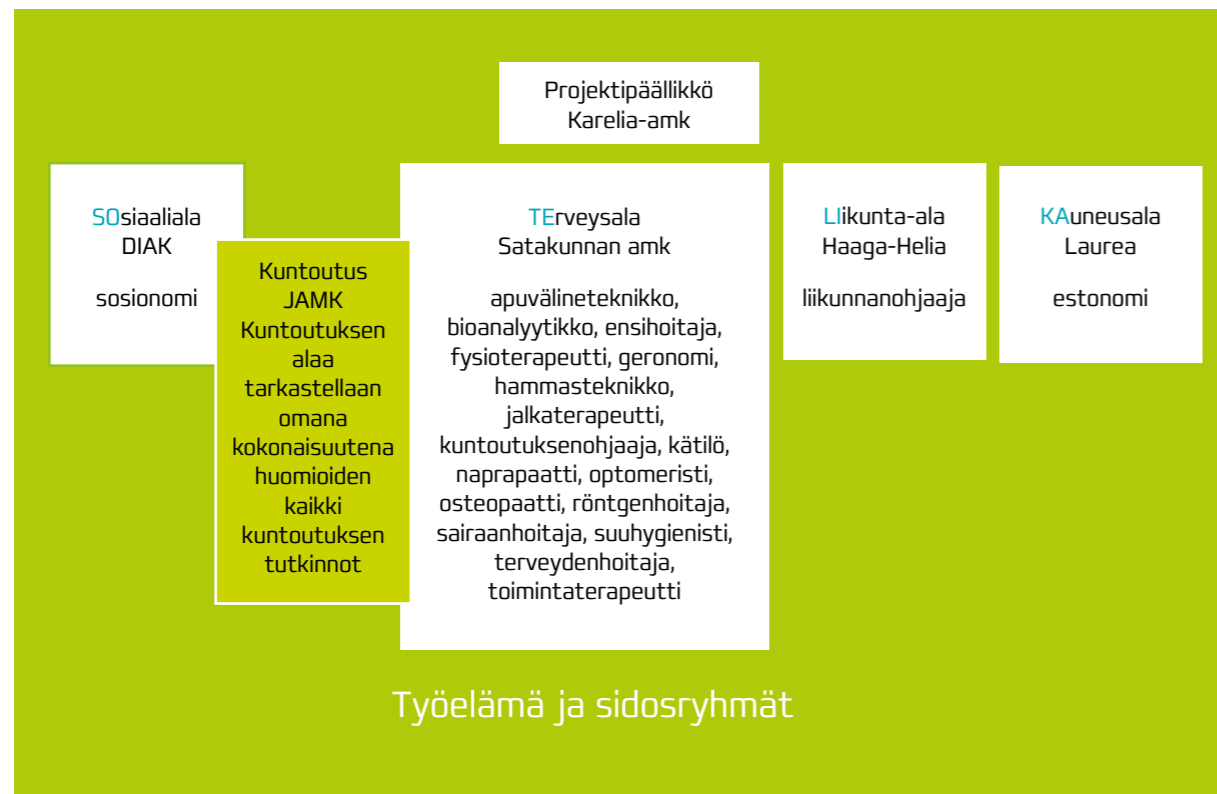 Projektipäällikkö
Karelia-amk
SOsiaaliala
DIAK
sosionomi
Kuntoutus
JAMK
Kuntoutuksen
alaa
tarkastellaan
omana
kokonaisuutena
huomioiden
kaikki
kuntoutuksen
tutkinnot
TErveysala
Satakunnan amk
apuvälineteknikko,
bioanalyytikko, ensihoitaja,
fysioterapeutti, geronomi,
hammasteknikko,
jalkaterapeutti,
kuntoutuksenohjaaja, kätilö,
naprapaatti, optomeristi,
osteopaatti, röntgenhoitaja,
sairaanhoitaja, suuhygienisti,
terveydenhoitaja,
toimintaterapeutti
LIikunta-ala
Haaga-Helia
liikunnanohjaaja
KAuneusala
Laurea
estonomi
Työelämä ja sidosryhmät